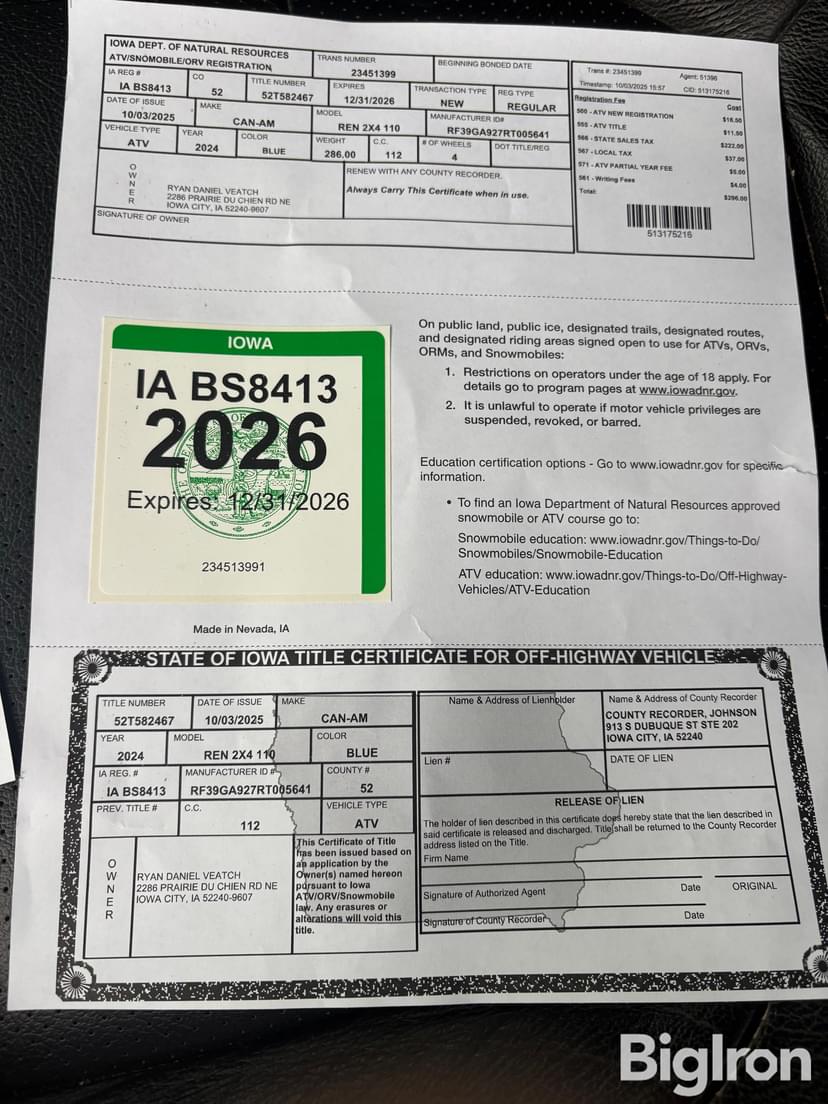 IOWA DEPT. OF NATURAL RESOURCES
ATV/SNOMOBILE/ORV REGISTRATION
TRANS NUMBER
23451399
BEGINNING BONDED DATE
IA REG #
IA BS8413
CO
52
TITLE NUMBER
52T582467
EXPIRES
12/31/2026
TRANSACTION TYPE
NEW
REG TYPE
REGULAR
DATE OF ISSUE
10/03/2025
MAKE
CAN-AM
MODEL
REN 2X4 110
MANUFACTURER ID#
RF39GA927RT005641
VEHICLE TYPE
ATV
YEAR
2024
COLOR
BLUE
WEIGHT
286.00
C.C.
112
# OF WHEELS
4
DOT TITLE/REG
OWNER
RYAN DANIEL VEATCH
2286 PRAIRIE DU CHIEN RD NE
IOWA CITY, IA 52240-9607
RENEW WITH ANY COUNTY RECORDER.
Always Carry This Certificate when in use.
SIGNATURE OF OWNER
Trans #: 23451399 Agent: 51396
Timestamp: 10/03/2025 15:57 CID: 513175216
Registration Fee Cost
560 - ATV NEW REGISTRATION $16.50
555 - ATV TITLE $11.50
566 - STATE SALES TAX $222.00
567 - LOCAL TAX $37.00
571 - ATV PARTIAL YEAR FEE $5.00
561 - Writing Fees $4.00
Total: $296.00
513175216
IOWA
IA BS8413
2026
Expires: 12/31/2026
234513991
Made in Nevada, IA
On public land, public ice, designated trails, designated routes,
and designated riding areas signed open to use for ATVs, ORVs,
ORMs, and Snowmobiles:
1. Restrictions on operators under the age of 18 apply. For
details go to program pages at www.iowadnr.gov.
2. It is unlawful to operate if motor vehicle privileges are
suspended, revoked, or barred.
Education certification options - Go to www.iowadnr.gov for specific
information.
• To find an Iowa Department of Natural Resources approved
snowmobile or ATV course go to:
Snowmobile education: www.iowadnr.gov/Things-to-Do/
Snowmobiles/Snowmobile-Education
ATV education: www.iowadnr.gov/Things-to-Do/Off-Highway-
Vehicles/ATV-Education
STATE OF IOWA TITLE CERTIFICATE FOR OFF-HIGHWAY VEHICLE
TITLE NUMBER
52T582467
DATE OF ISSUE
10/03/2025
MAKE
CAN-AM
YEAR
2024
MODEL
REN 2X4 110
COLOR
BLUE
IA REG. #
IA BS8413
MANUFACTURER ID #
RF39GA927RT005641
COUNTY #
52
PREV. TITLE #
C.C.
112
VEHICLE TYPE
ATV
OWNER
RYAN DANIEL VEATCH
2286 PRAIRIE DU CHIEN RD NE
IOWA CITY, IA 52240-9607
This Certificate of Title
has been issued based on
an application by the
Owner(s) named hereon
pursuant to Iowa
ATV/ORV/Snowmobile
law. Any erasures or
alterations will void this
title.
Name & Address of Lienholder
Name & Address of County Recorder
COUNTY RECORDER, JOHNSON
913 S DUBUQUE ST STE 202
IOWA CITY, IA 52240
Lien #
DATE OF LIEN
RELEASE OF LIEN
The holder of lien described in this certificate does hereby state that the lien described in
said certificate is released and discharged. Title shall be returned to the County Recorder
address listed on the Title.
Firm Name
Signature of Authorized Agent Date ORIGINAL
Signature of County Recorder Date
BigIron